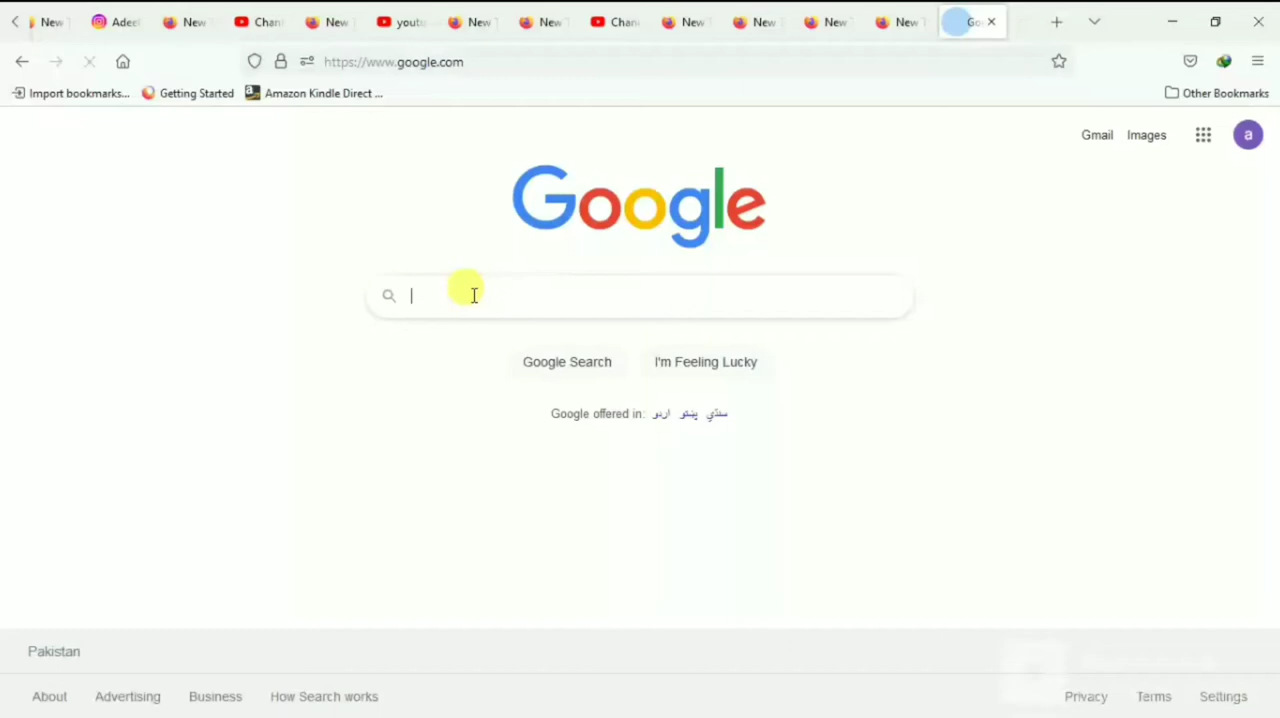 New Adee New Chan New youtu New T New T Chan New New New New T Go
https://www.google.com
Import bookmarks... Getting Started Amazon Kindle Direct ... Other Bookmarks
Gmail Images a
Google
Google Search I'm Feeling Lucky
Google offered in: اردو پښتو سنڌي
Pakistan
About Advertising Business How Search works Privacy Terms Settings